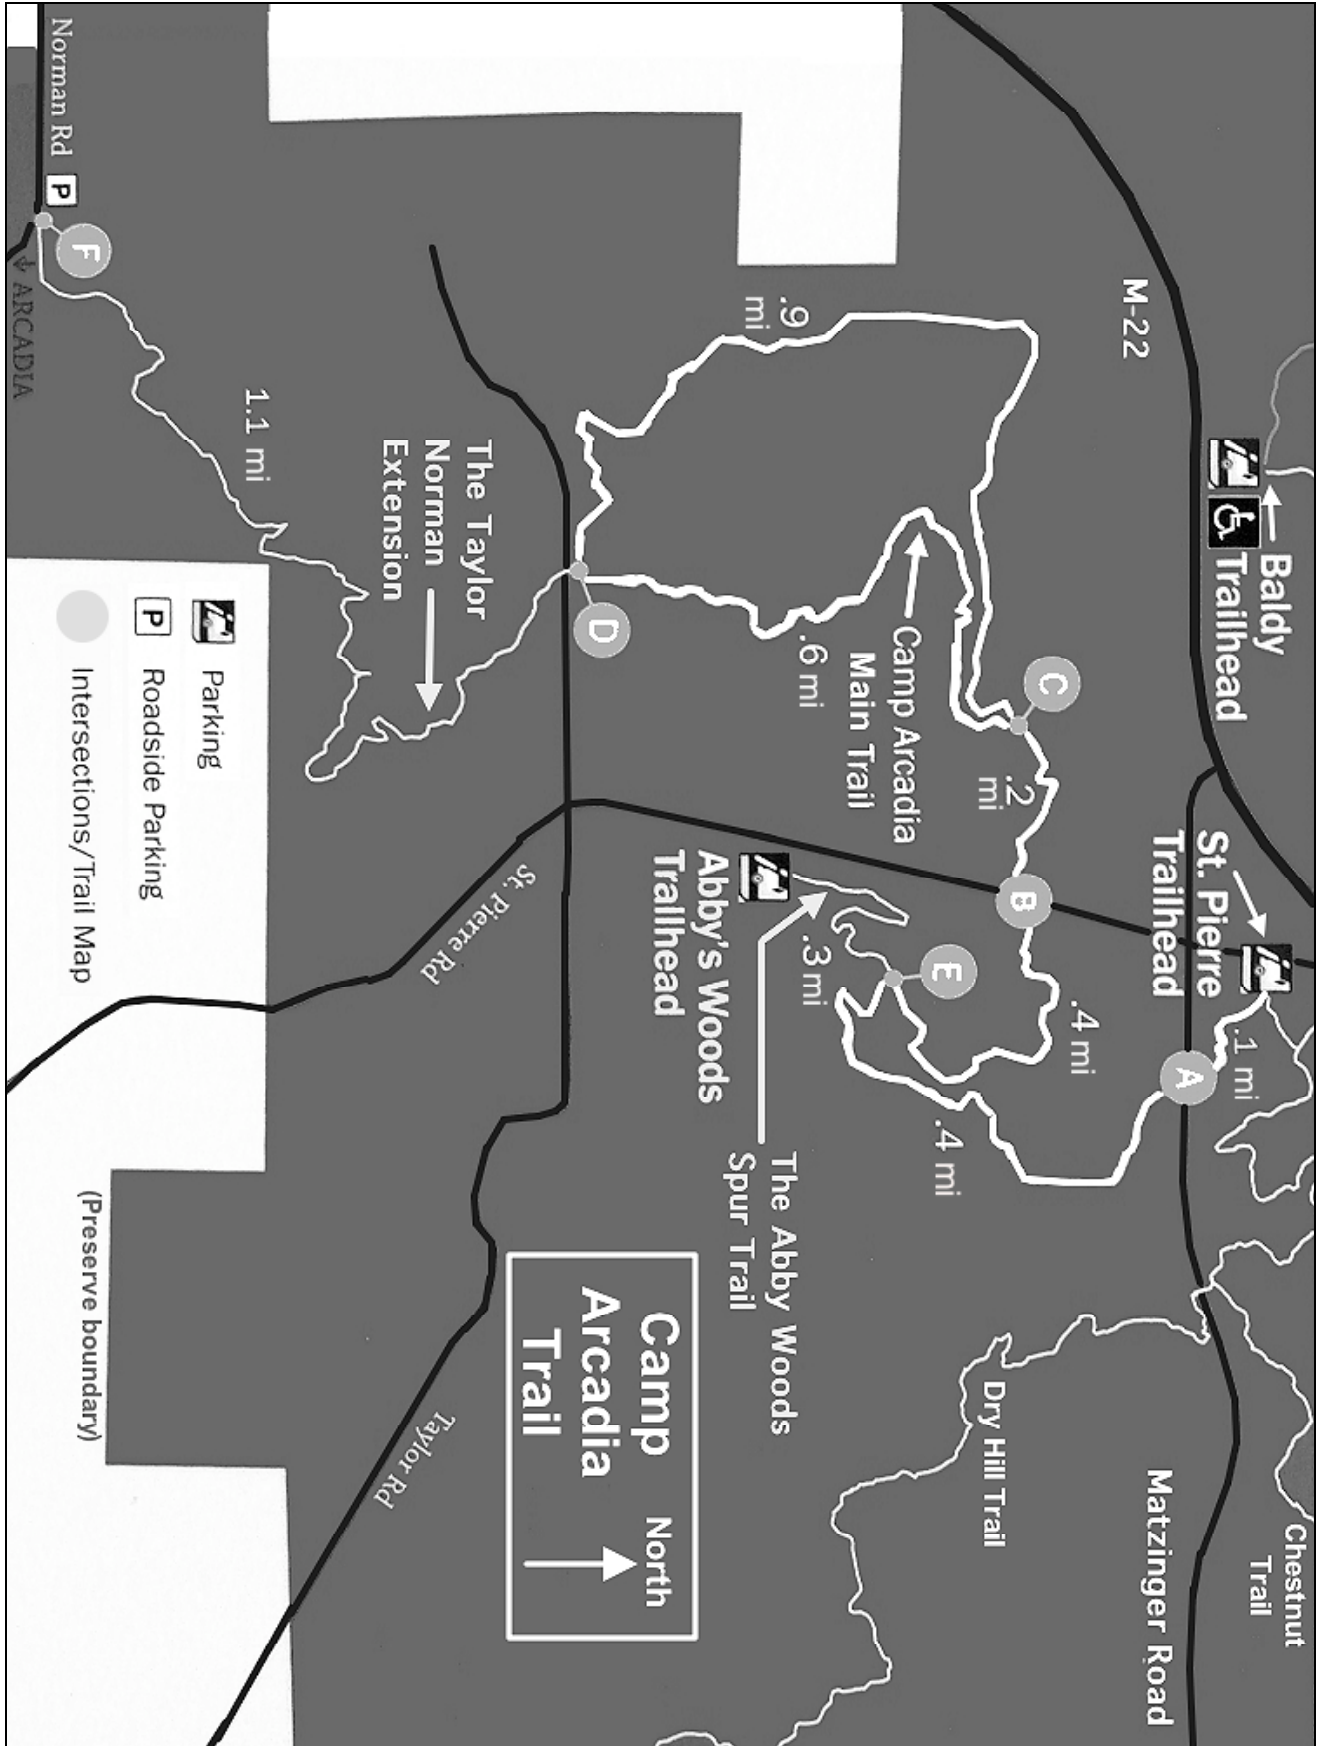 Norman Rd
P
F
ARCADIA
1.1 mi
The Taylor
Norman
Extension
.9
mi
M-22
Baldy
Trailhead
D
.6 mi
Camp Arcadia
Main Trail
C
.2
mi
B
St. Pierre
Trailhead
.1 mi
A
.4 mi
E
.3 mi
.4 mi
Abby's Woods
Trailhead
The Abby Woods
Spur Trail
St. Pierre Rd
Taylor Rd
Dry Hill Trail
Chestnut
Trail
Matzinger Road
Camp
Arcadia
Trail
North
Parking
P
Roadside Parking
Intersections/Trail Map
(Preserve boundary)